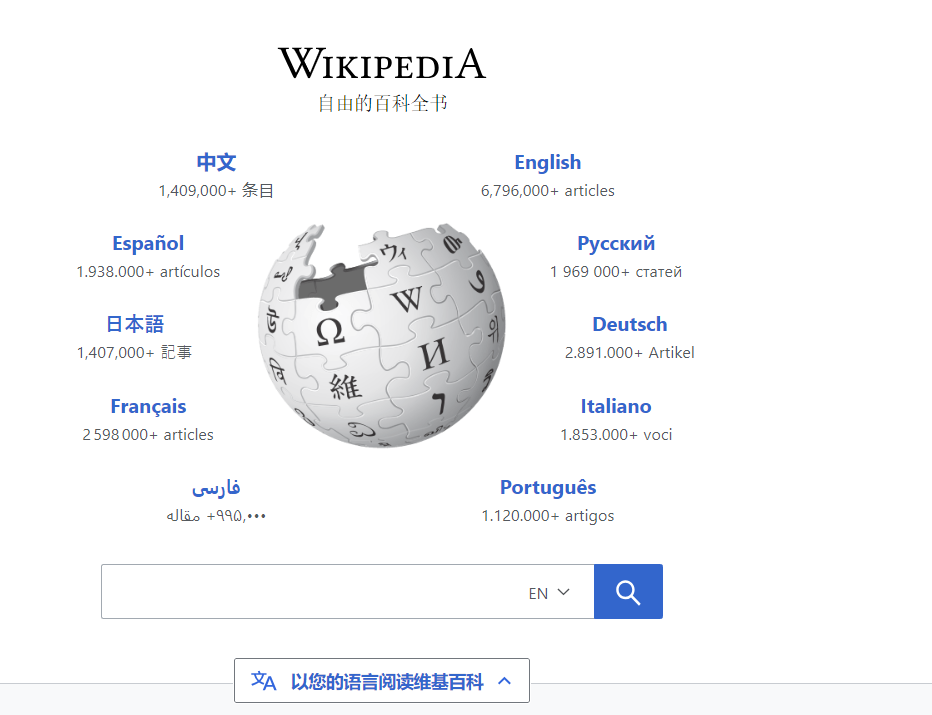 WIKIPEDIA
自由的百科全书
中文
1,409,000+ 条目
English
6,796,000+ articles
Español
1.938.000+ artículos
Русский
1 969 000+ статей
日本語
1,407,000+ 記事
Deutsch
2.891.000+ Artikel
Français
2 598 000+ articles
Italiano
1.853.000+ voci
فارسی
۹۹۵٬۰۰۰+ مقاله
Português
1.120.000+ artigos
Ω
W
И
維
EN
以您的语言阅读维基百科